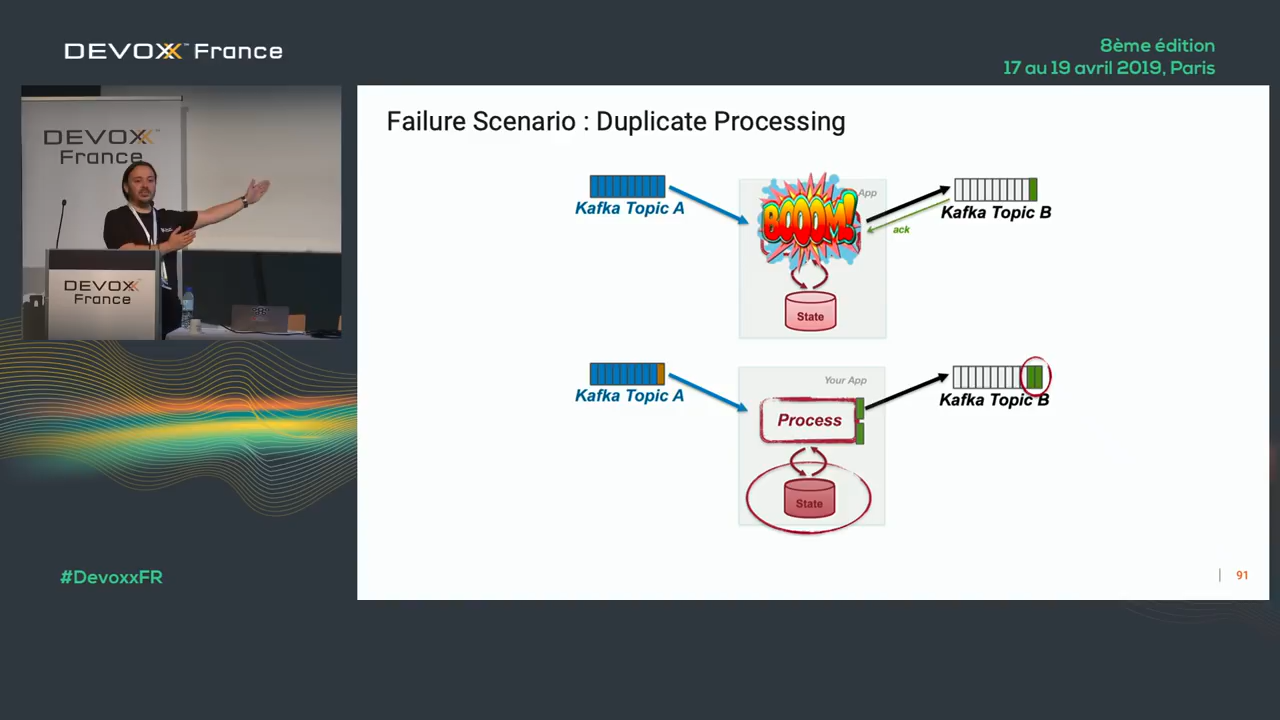 DEVOXX™ France
8ème édition
17 au 19 avril 2019, Paris
DEVOXX
France
DEVOXX
France
#DevoxxFR
Failure Scenario : Duplicate Processing
Kafka Topic A
App
BOOOM!
State
ack
Kafka Topic B
Kafka Topic A
Your App
Process
State
Kafka Topic B
91